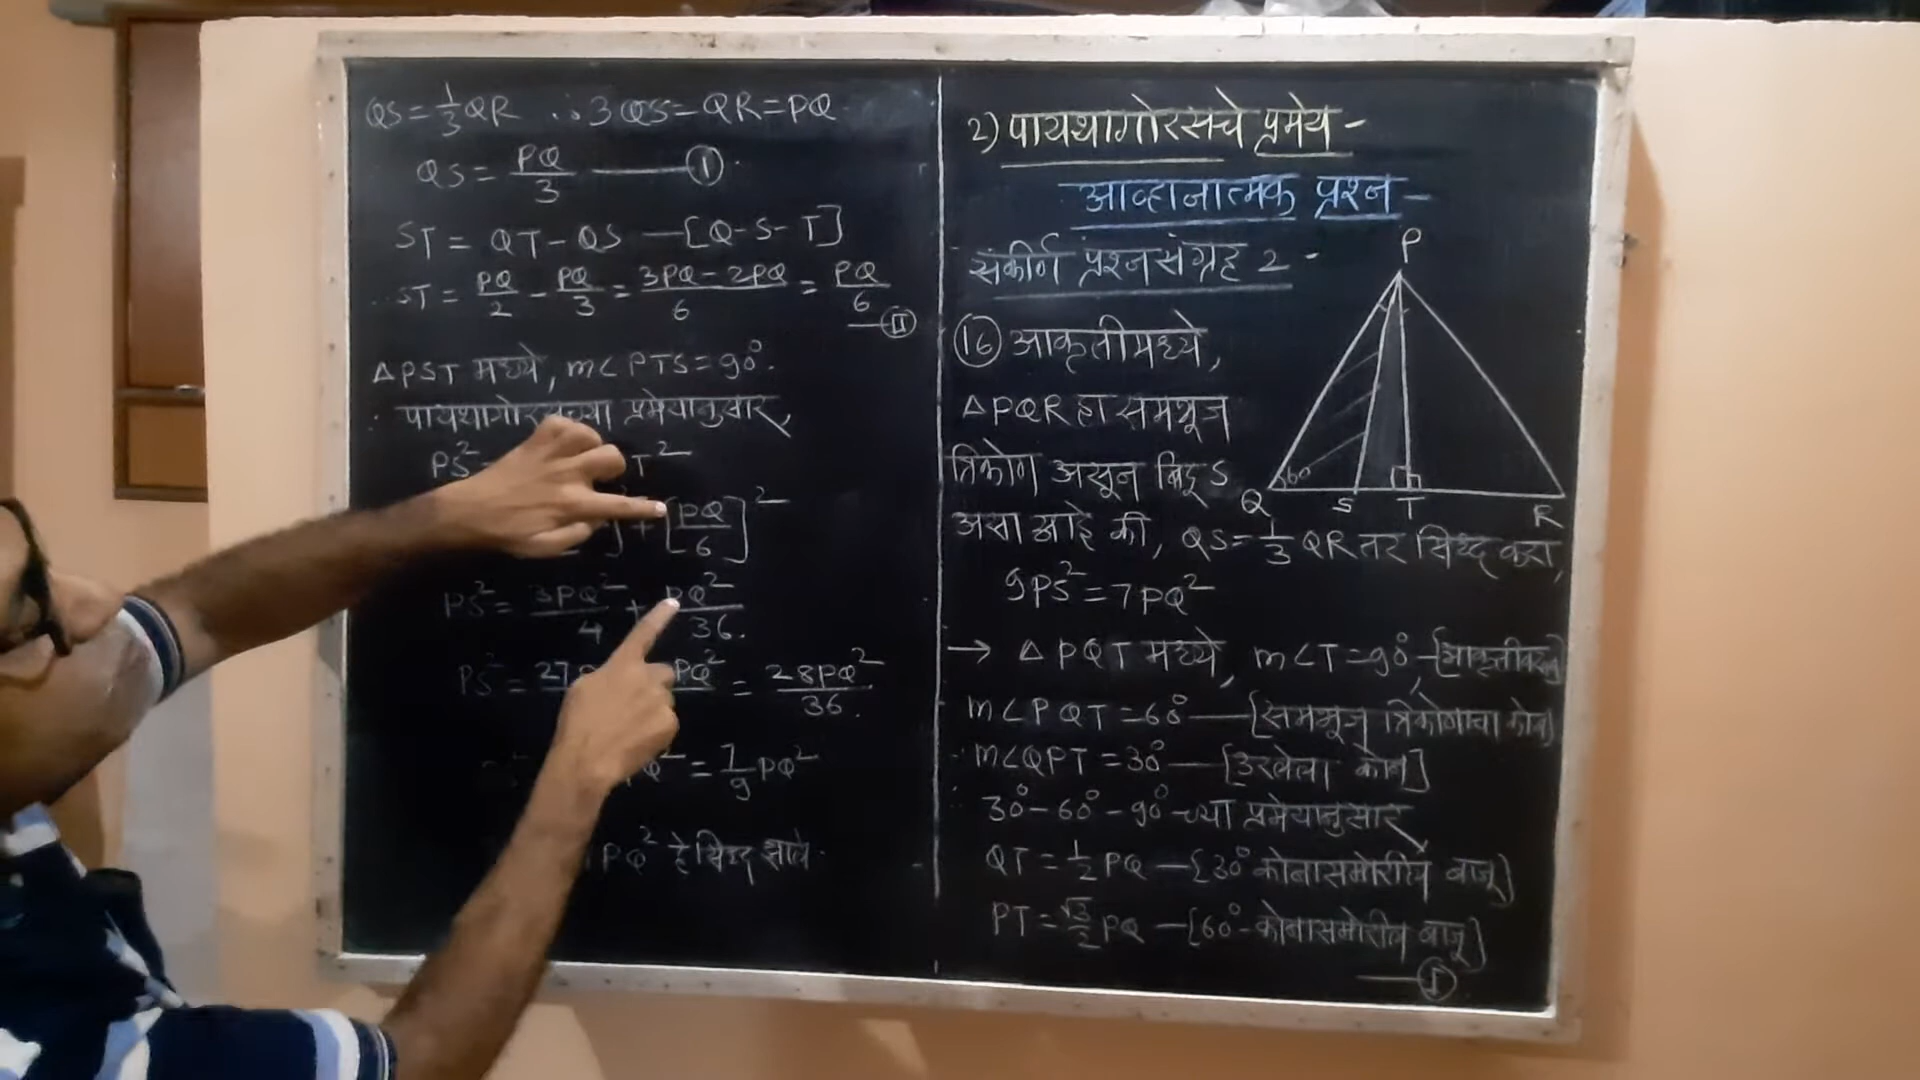 QS = 1/3 QR ∴ 3QS = QR = PQ
QS = PQ/3 —— I
ST = QT - QS — [Q-S-T]
ST = PQ/2 - PQ/3 = 3PQ - 2PQ/6 = PQ/6
— II
△PST मध्ये, m∠PTS = 90°.
∴ पायथागोरसच्या प्रमेयानुसार,
PS² = T²
] + [PQ/6]²
PS² = 3PQ²/4 + PQ²/36.
PS² = 27 PQ² = 28PQ²/36.
Q² = 7/9 PQ²
PQ² हे सिध्द झाले.
2) पायथागोरसचे प्रमेय -
आव्हानात्मक प्रश्न -
संकीर्ण प्रश्नसंग्रह 2 -
P
60°
Q S T R
16 आकृतीमध्ये,
△PQR हा समभूज
त्रिकोण असून बिंदू S
असा आहे की, QS = 1/3 QR तर सिध्द करा,
9PS² = 7PQ²
→ △PQT मध्ये, m∠T = 90°, -[आकृतीवरून]
m∠PQT = 60° —[समभूज त्रिकोणाचा कोन]
∴ m∠QPT = 30° —[उरलेला कोन]
∴ 30° - 60° - 90° च्या प्रमेयानुसार,
QT = 1/2 PQ —[30° कोनासमोरील बाजू]
PT = √3/2 PQ —[60° - कोनासमोरील बाजू]
— I